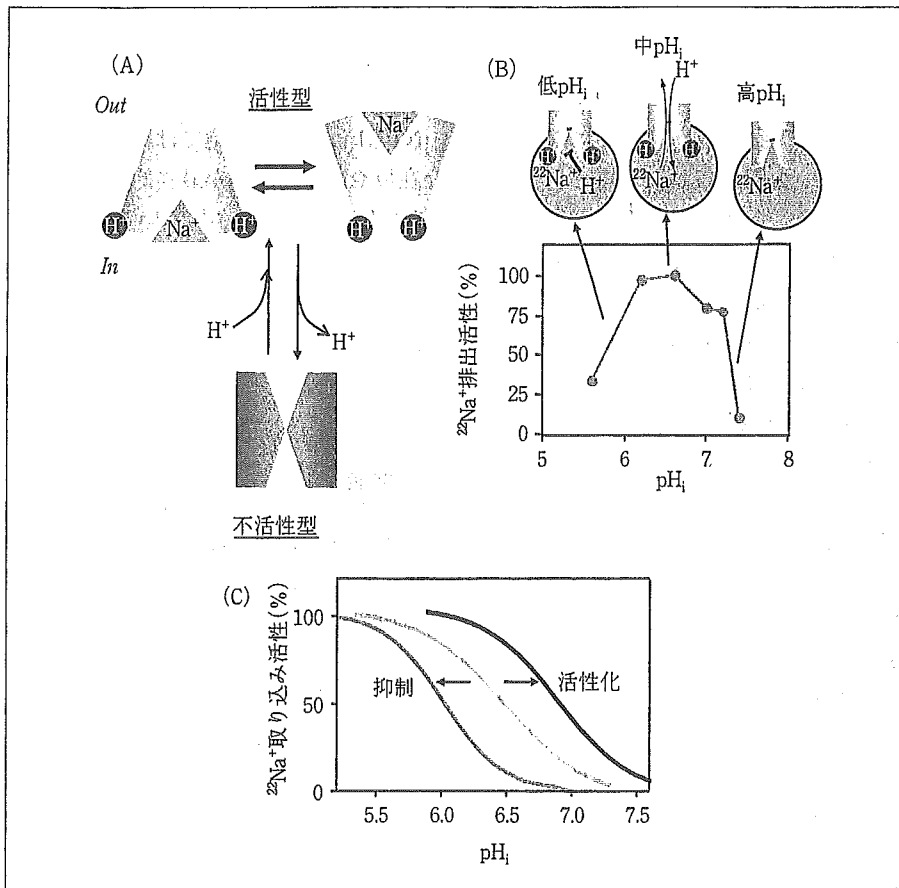 (A)
Out
活性型
Na⁺
H⁺
Na⁺
H⁺
H⁺
H⁺
In
H⁺
H⁺
不活性型
(B)
低pHᵢ
中pHᵢ
H⁺
高pHᵢ
H
H
²²Na⁺
H⁺
H
H
²²Na⁺
²²Na⁺
²²Na⁺排出活性(%)
100
75
50
25
0
5
6
7
8
pHᵢ
(C)
²²Na⁺取り込み活性(%)
100
50
0
抑制
活性化
5.5
6.0
6.5
7.0
7.5
pHᵢ